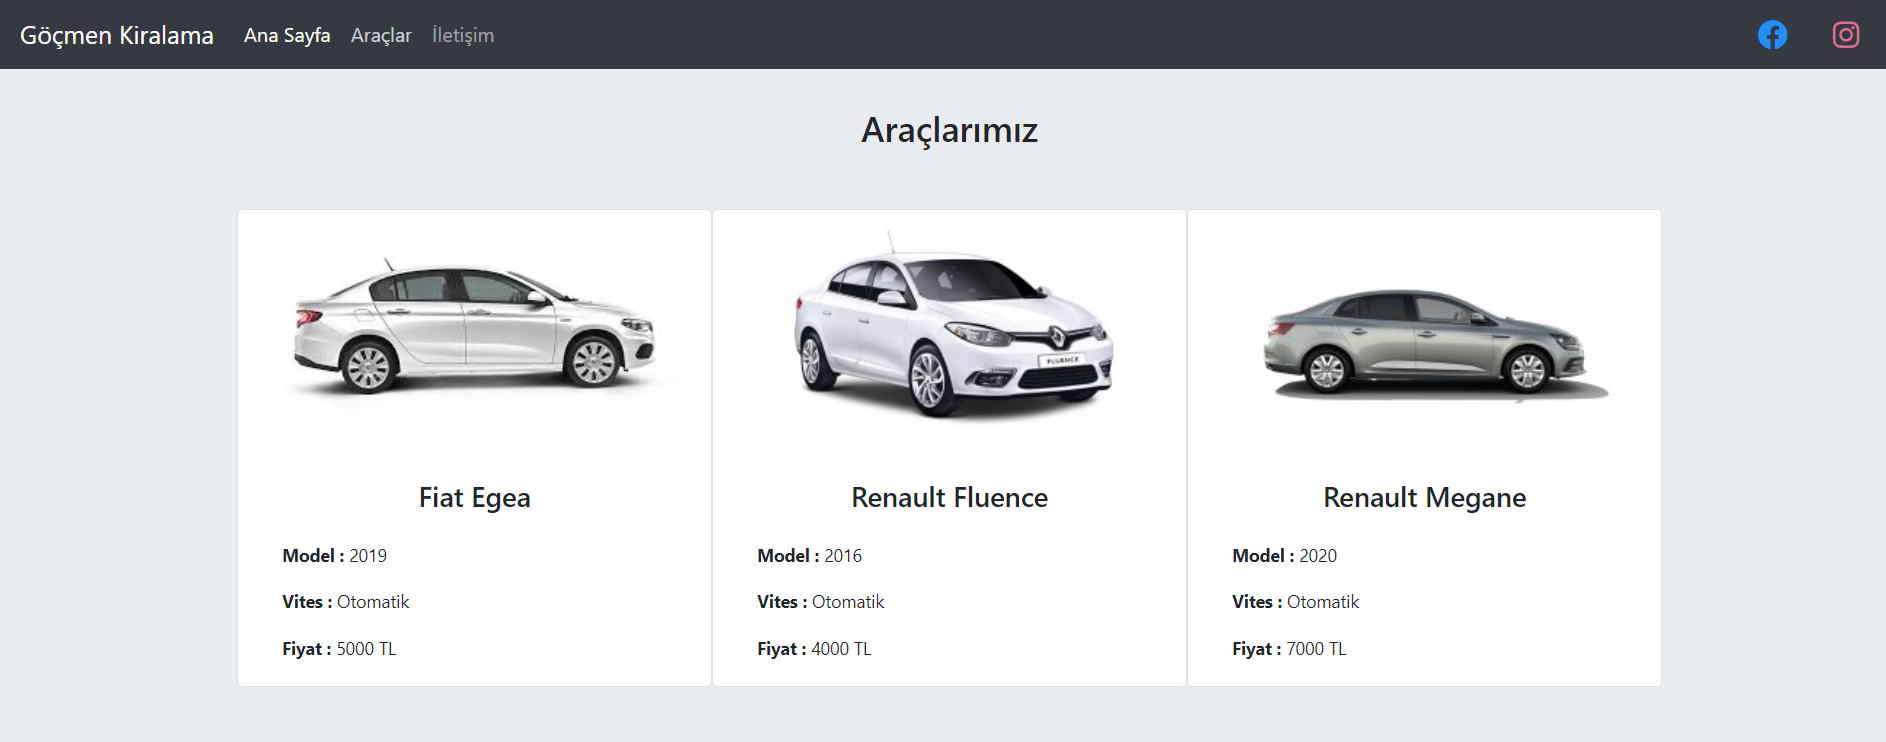 Göçmen Kiralama Ana Sayfa Araçlar İletişim
Araçlarımız
FLUENCE
Fiat Egea
Model : 2019
Vites : Otomatik
Fiyat : 5000 TL
Renault Fluence
Model : 2016
Vites : Otomatik
Fiyat : 4000 TL
Renault Megane
Model : 2020
Vites : Otomatik
Fiyat : 7000 TL